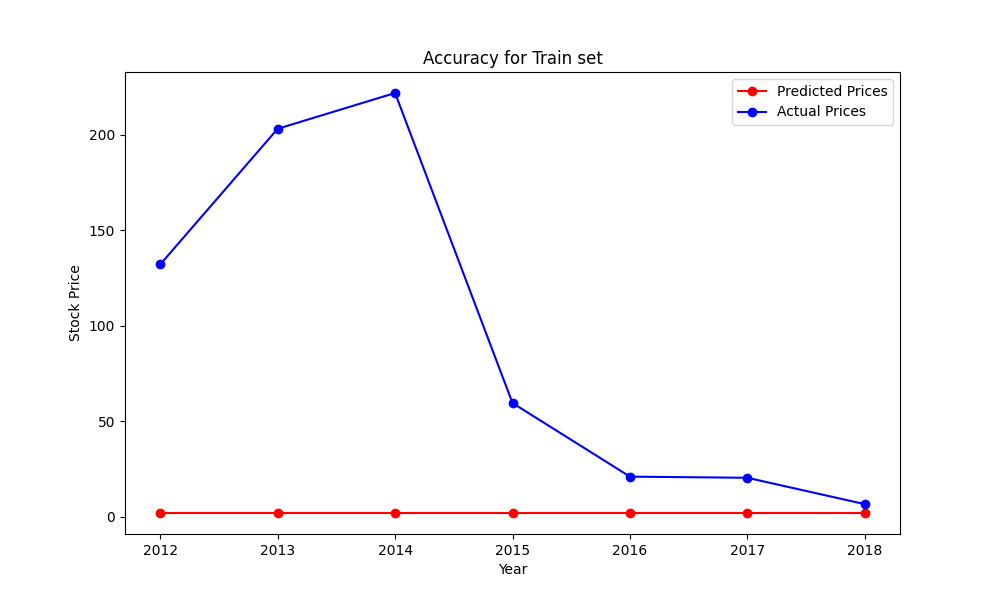 Accuracy for Train set
Predicted Prices
Actual Prices
200
150
100
50
0
Stock Price
2012 2013 2014 2015 2016 2017 2018
Year